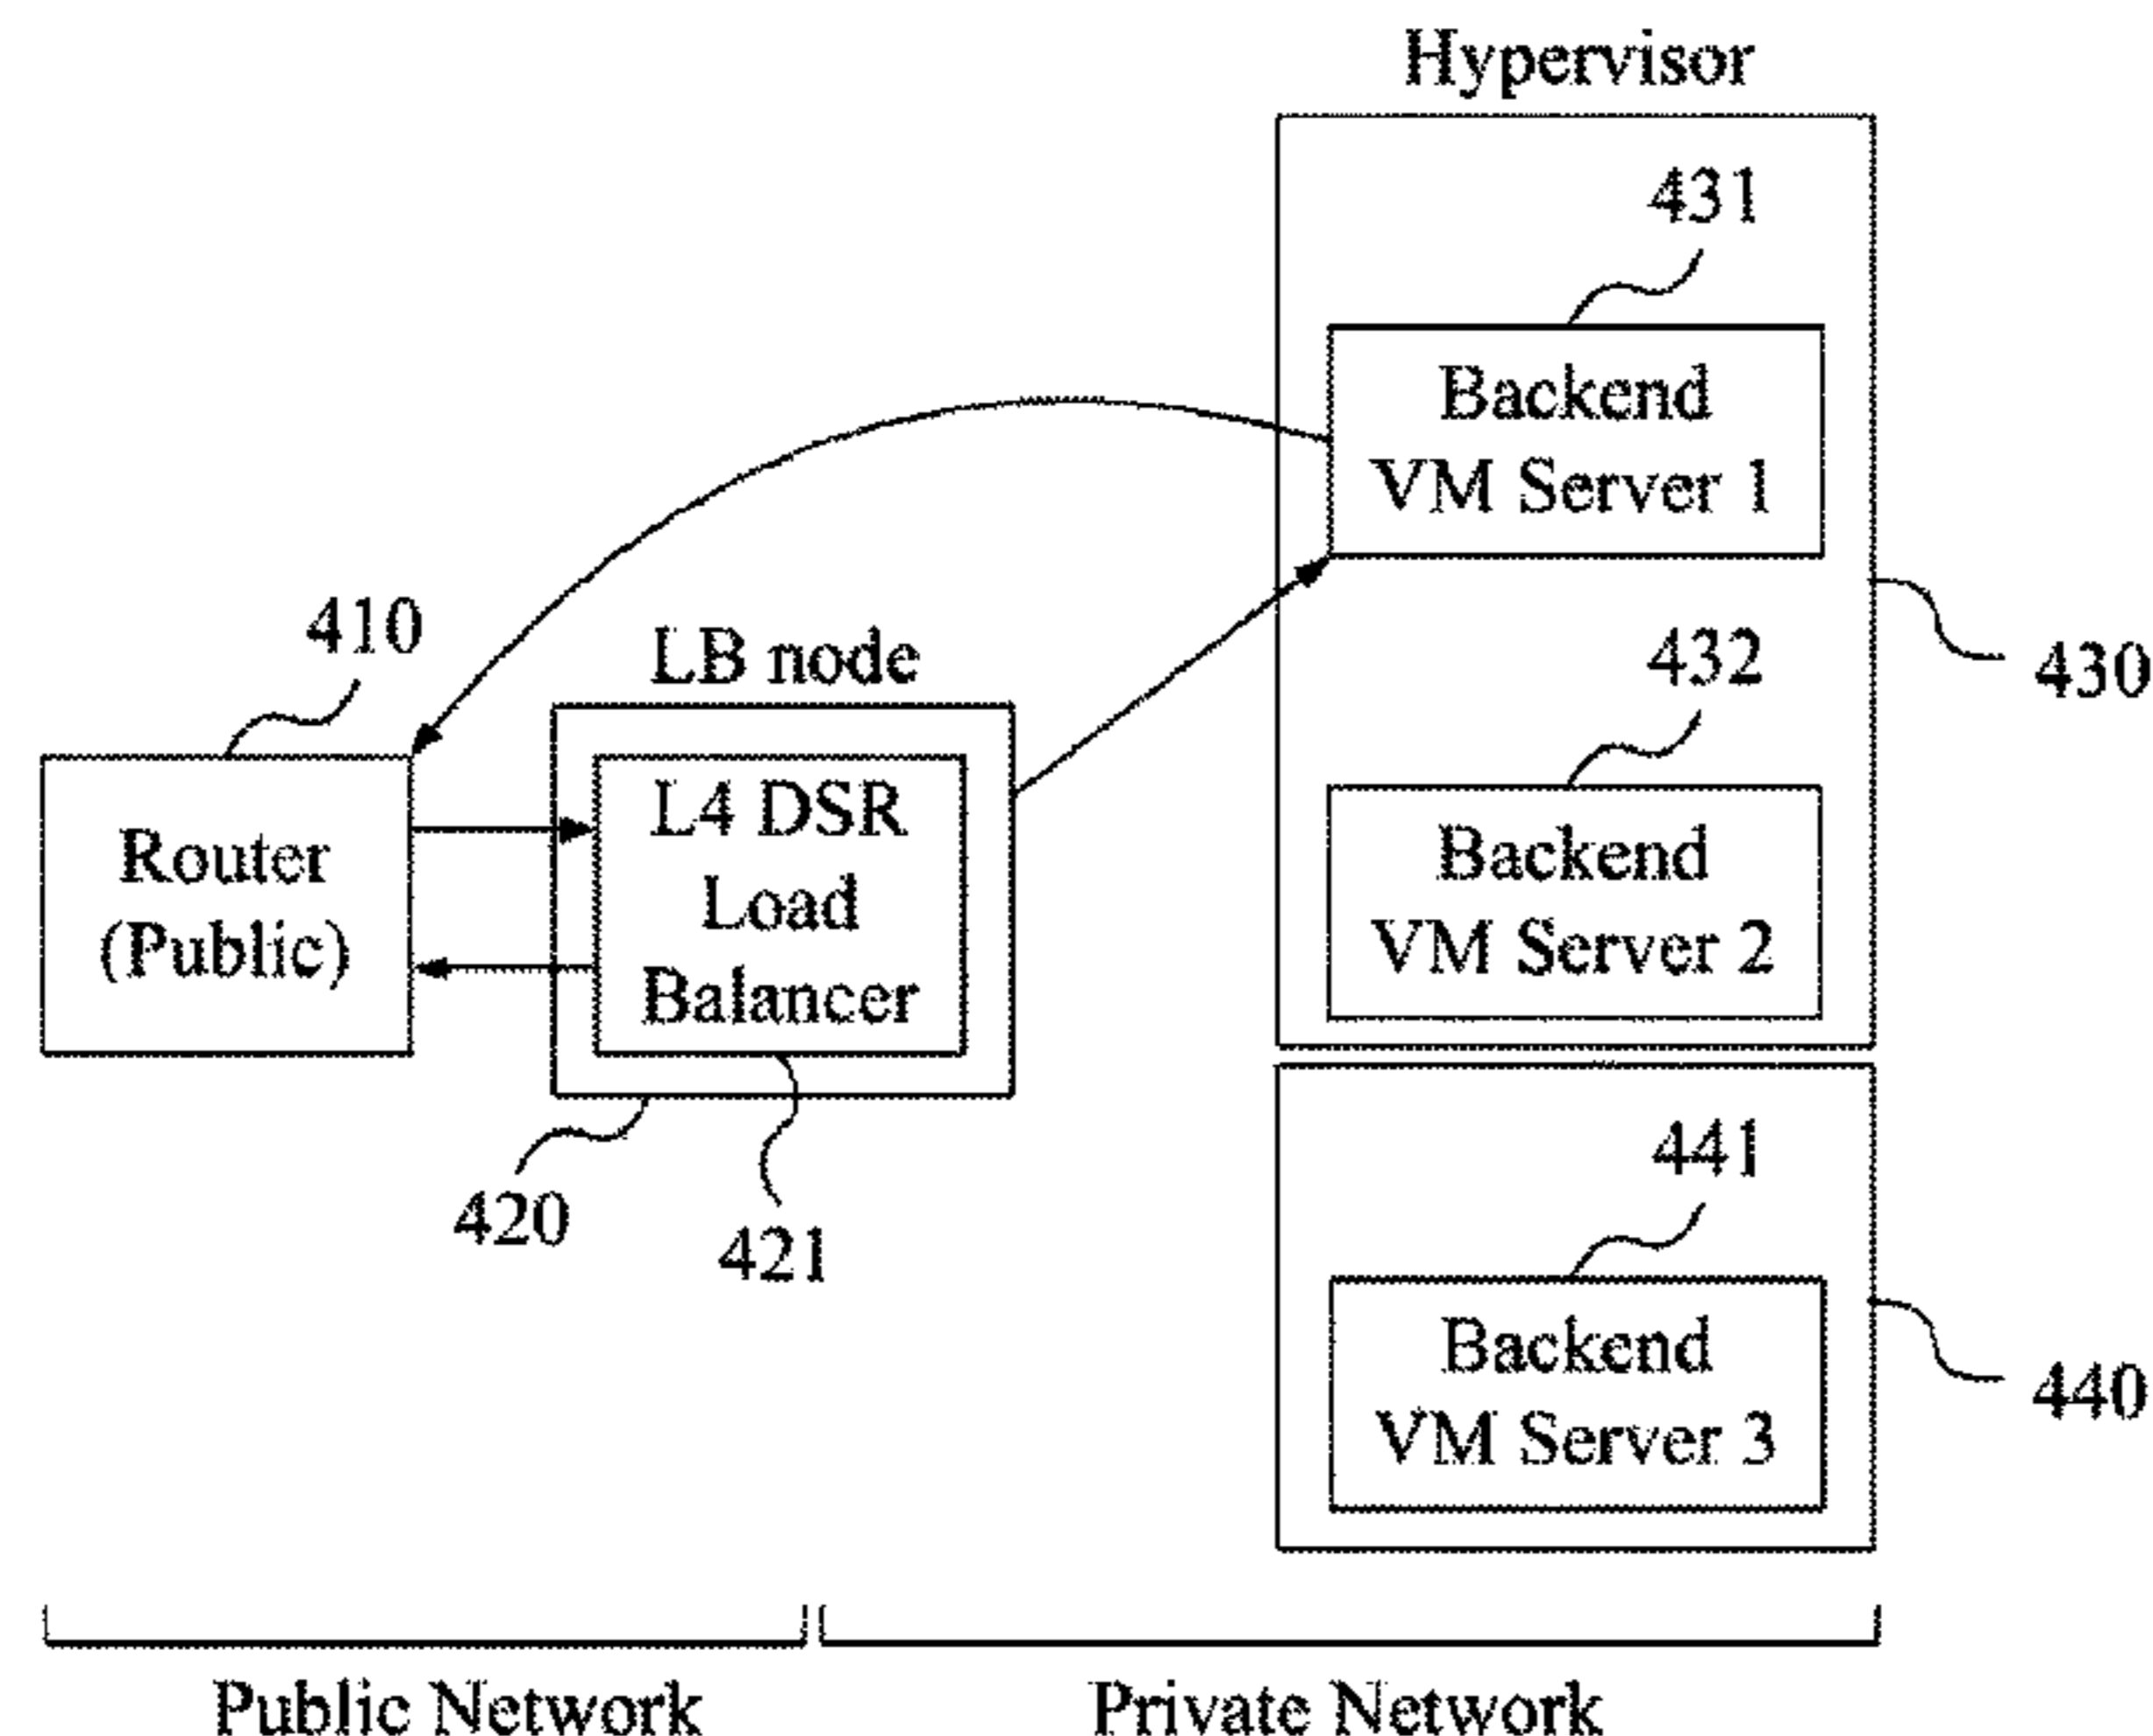 Hypervisor
431
Backend
VM Server 1
410
LB node
432
430
Router
(Public)
L4 DSR
Load
Balancer
Backend
VM Server 2
420
421
441
Backend
VM Server 3
440
Public Network
Private Network